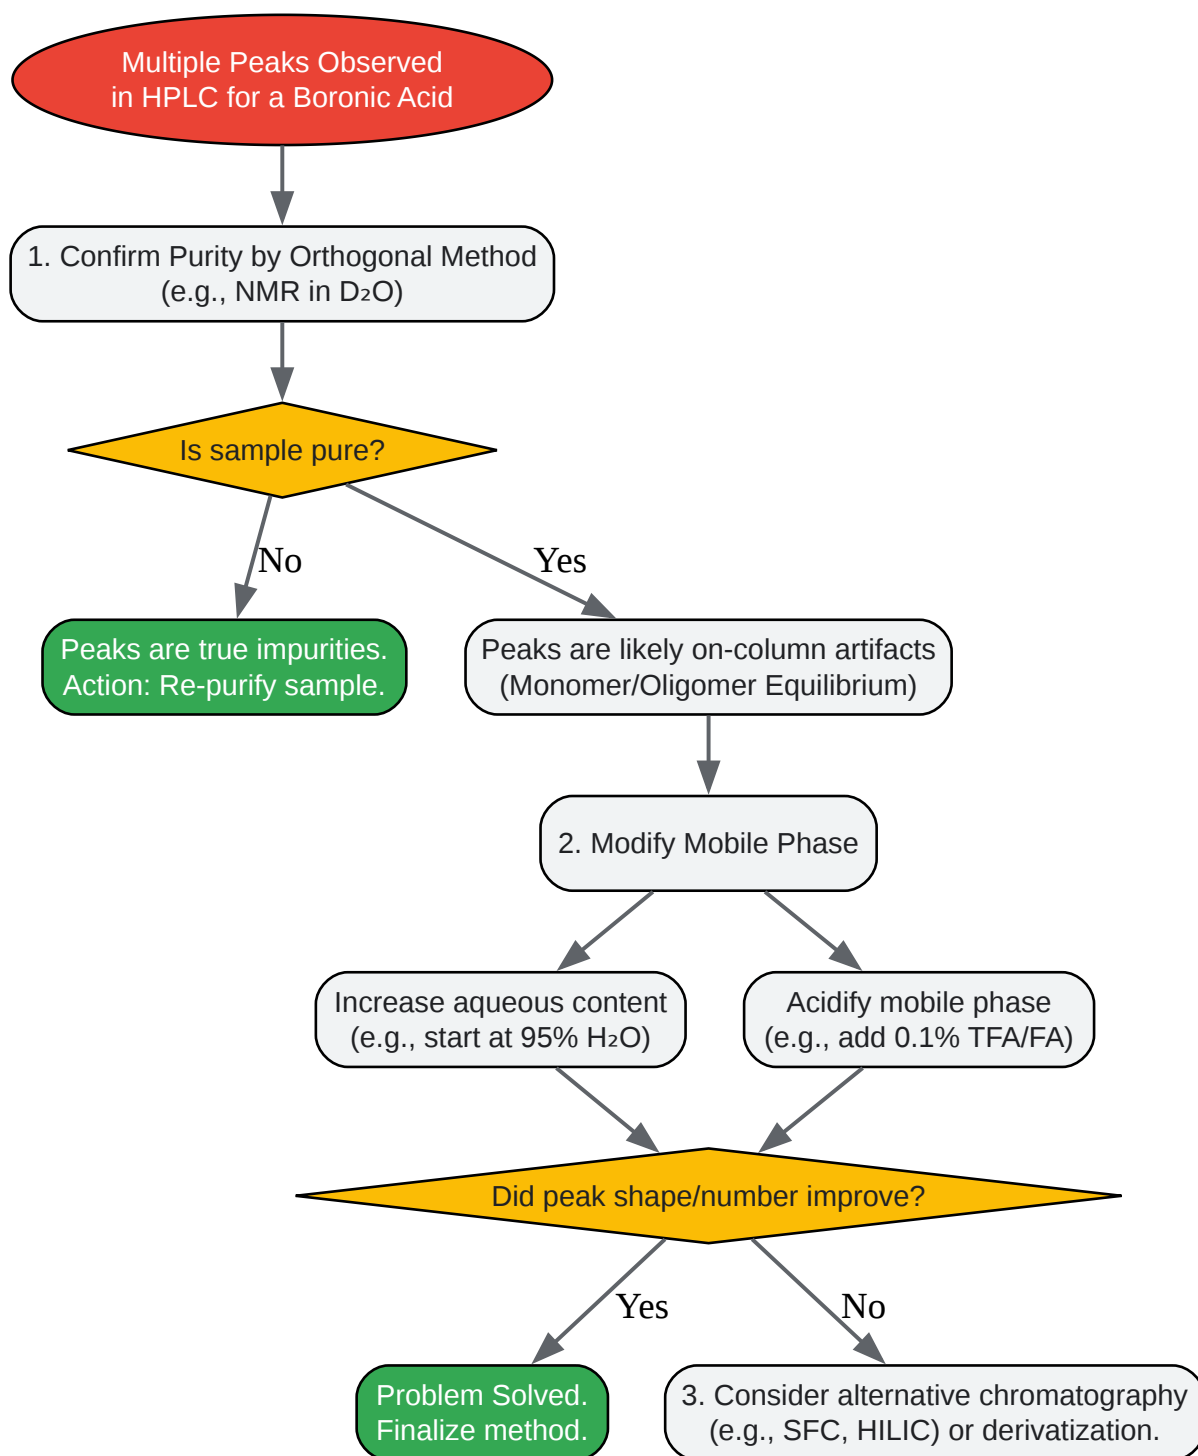 Multiple Peaks Observed
in HPLC for a Boronic Acid
1. Confirm Purity by Orthogonal Method
(e.g., NMR in D₂O)
Is sample pure?
No
Yes
Peaks are true impurities.
Action: Re-purify sample.
Peaks are likely on-column artifacts
(Monomer/Oligomer Equilibrium)
2. Modify Mobile Phase
Increase aqueous content
(e.g., start at 95% H₂O)
Acidify mobile phase
(e.g., add 0.1% TFA/FA)
Did peak shape/number improve?
Yes
No
Problem Solved.
Finalize method.
3. Consider alternative chromatography
(e.g., SFC, HILIC) or derivatization.